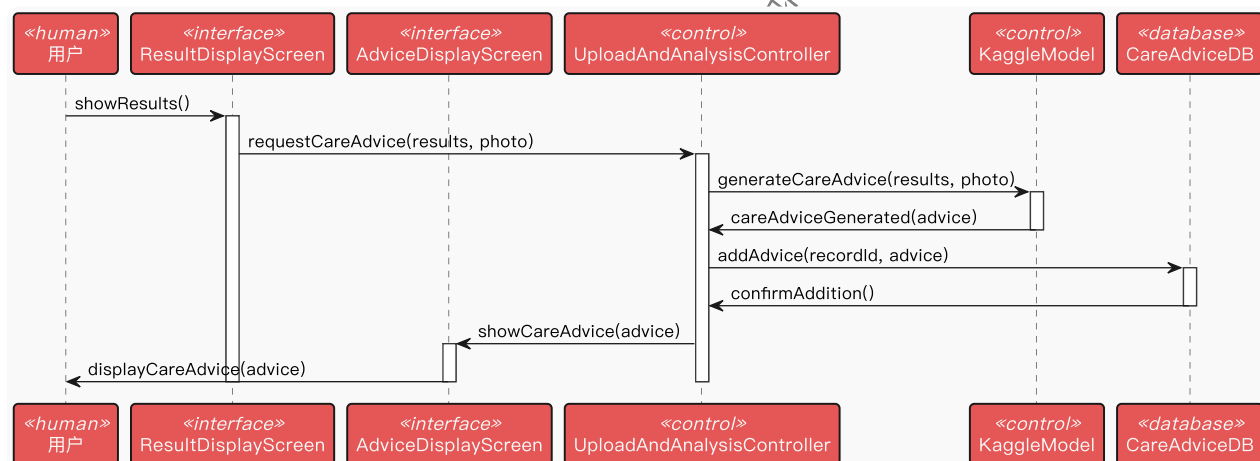 «human»
用户
«interface»
ResultDisplayScreen
«interface»
AdviceDisplayScreen
«control»
UploadAndAnalysisController
«control»
KaggleModel
«database»
CareAdviceDB
showResults()
requestCareAdvice(results, photo)
generateCareAdvice(results, photo)
careAdviceGenerated(advice)
addAdvice(recordId, advice)
confirmAddition()
showCareAdvice(advice)
displayCareAdvice(advice)
«human»
用户
«interface»
ResultDisplayScreen
«interface»
AdviceDisplayScreen
«control»
UploadAndAnalysisController
«control»
KaggleModel
«database»
CareAdviceDB